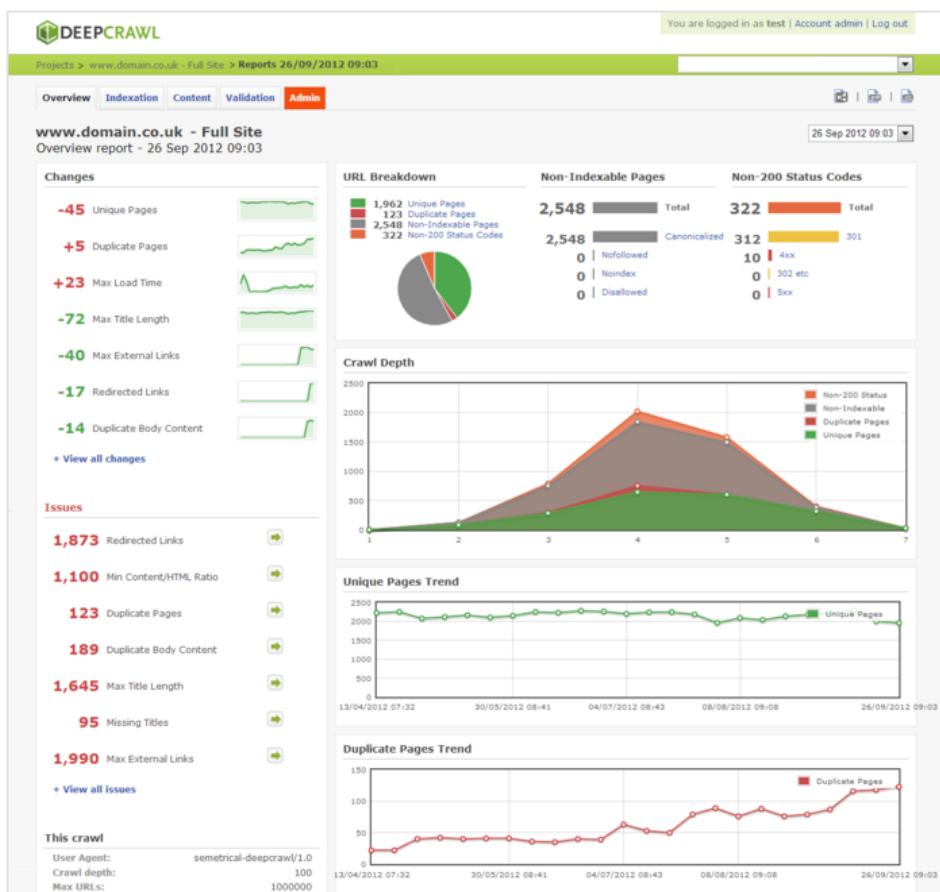 DEEPCRAWL
You are logged in as test | Account admin | Log out
Projects > www.domain.co.uk - Full Site > Reports 26/09/2012 09:03
Overview Indexation Content Validation Admin
www.domain.co.uk - Full Site
Overview report - 26 Sep 2012 09:03
26 Sep 2012 09:03
Changes
-45 Unique Pages
+5 Duplicate Pages
+23 Max Load Time
-72 Max Title Length
-40 Max External Links
-17 Redirected Links
-14 Duplicate Body Content
+ View all changes
Issues
1,873 Redirected Links
1,100 Min Content/HTML Ratio
123 Duplicate Pages
189 Duplicate Body Content
1,645 Max Title Length
95 Missing Titles
1,990 Max External Links
+ View all issues
This crawl
User Agent: semetrical-deepcrawl/1.0
Crawl depth: 100
Max URLs: 1000000
URL Breakdown
1,962 Unique Pages
123 Duplicate Pages
2,548 Non-Indexable Pages
322 Non-200 Status Codes
Non-Indexable Pages
2,548 Total
2,548 Canonicalized
0 Nofollowed
0 Noindex
0 Disallowed
Non-200 Status Codes
322 Total
312 301
10 4xx
0 302 etc
0 5xx
Crawl Depth
2500
2000
1500
1000
500
0
1 2 3 4 5 6 7
Non-200 Status
Non-Indexable
Duplicate Pages
Unique Pages
Unique Pages Trend
2500
2000
1500
1000
500
0
Unique Pages
13/04/2012 07:32 30/05/2012 08:41 04/07/2012 08:43 08/08/2012 09:08 26/09/2012 09:03
Duplicate Pages Trend
150
100
50
0
Duplicate Pages
13/04/2012 07:32 30/05/2012 08:41 04/07/2012 08:43 08/08/2012 09:08 26/09/2012 09:03